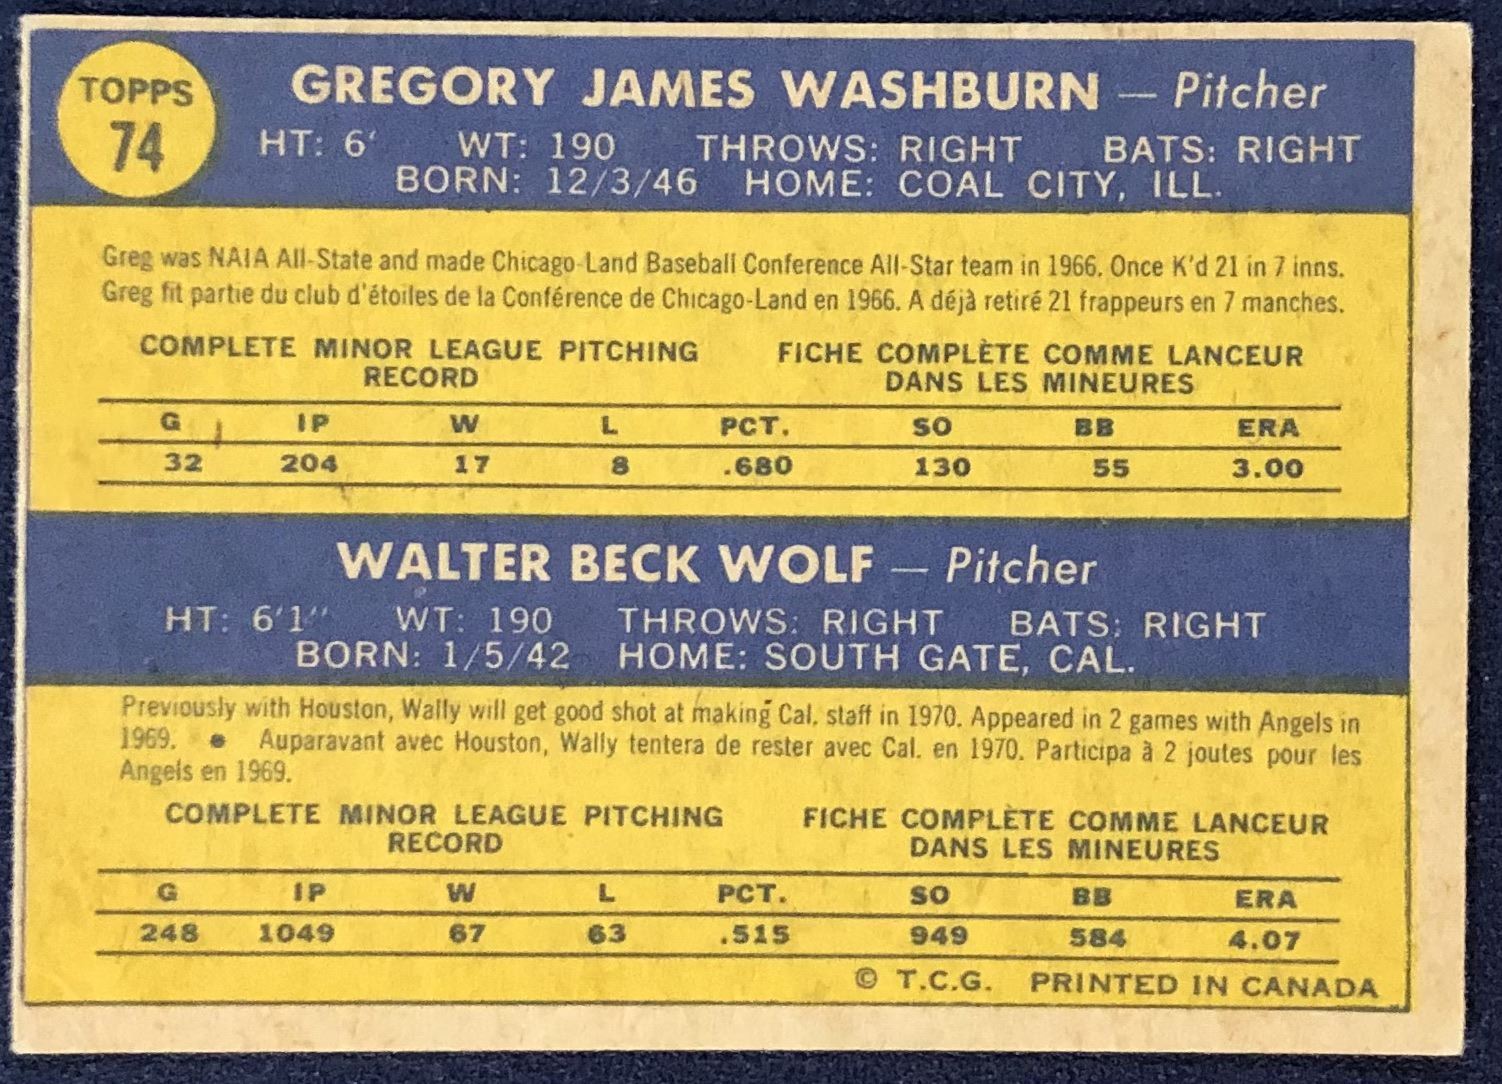 TOPPS
74
GREGORY JAMES WASHBURN — Pitcher
HT: 6' WT: 190 THROWS: RIGHT BATS: RIGHT
BORN: 12/3/46 HOME: COAL CITY, ILL.
Greg was NAIA All-State and made Chicago-Land Baseball Conference All-Star team in 1966. Once K'd 21 in 7 inns.
Greg fit partie du club d'étoiles de la Conférence de Chicago-Land en 1966. A déjà retiré 21 frappeurs en 7 manches.
COMPLETE MINOR LEAGUE PITCHING FICHE COMPLÈTE COMME LANCEUR
RECORD DANS LES MINEURES
G IP W L PCT. SO BB ERA
32 204 17 8 .680 130 55 3.00
WALTER BECK WOLF — Pitcher
HT: 6'1" WT: 190 THROWS: RIGHT BATS: RIGHT
BORN: 1/5/42 HOME: SOUTH GATE, CAL.
Previously with Houston, Wally will get good shot at making Cal. staff in 1970. Appeared in 2 games with Angels in
1969. ● Auparavant avec Houston, Wally tentera de rester avec Cal. en 1970. Participa à 2 joutes pour les
Angels en 1969.
COMPLETE MINOR LEAGUE PITCHING FICHE COMPLÈTE COMME LANCEUR
RECORD DANS LES MINEURES
G IP W L PCT. SO BB ERA
248 1049 67 63 .515 949 584 4.07
© T.C.G. PRINTED IN CANADA